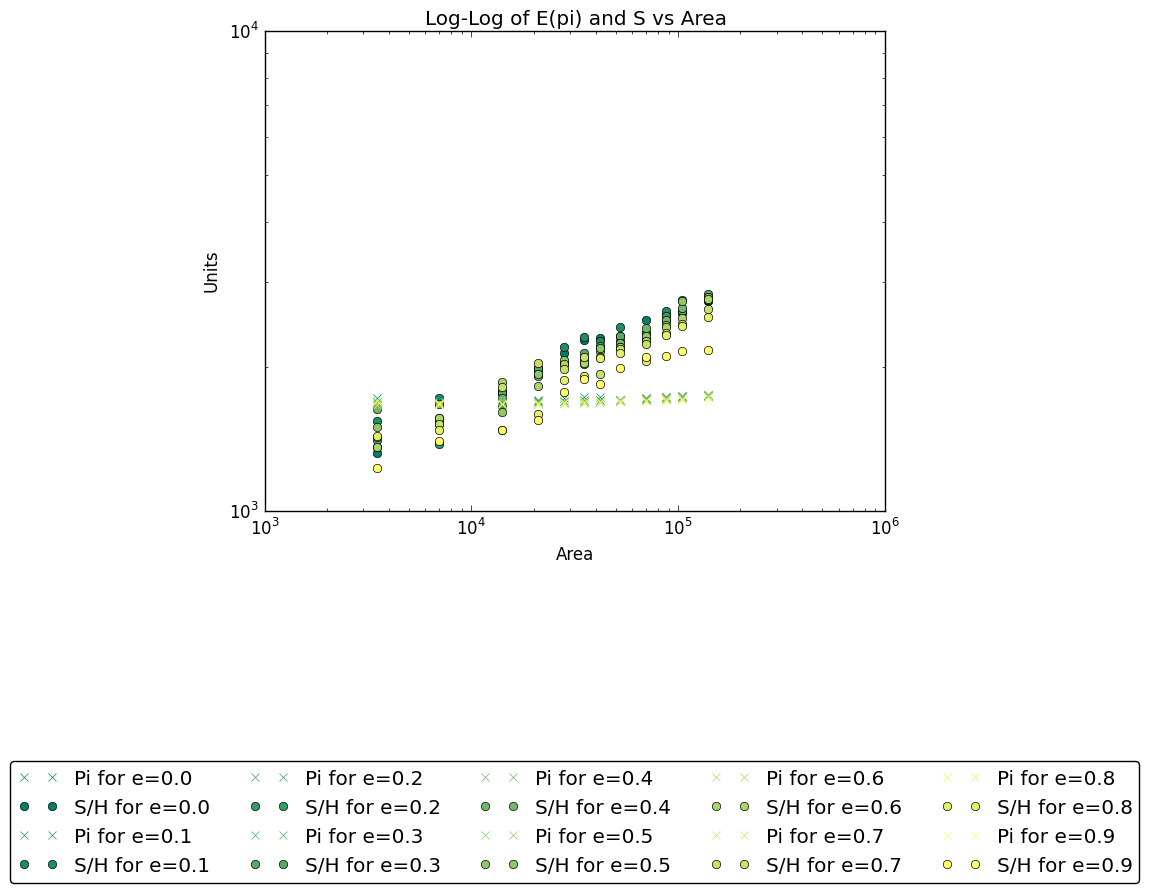 Log-Log of E(pi) and S vs Area
10^4
Units
10^3
10^3 10^4 10^5 10^6
Area
Pi for e=0.0 Pi for e=0.2 Pi for e=0.4 Pi for e=0.6 Pi for e=0.8
S/H for e=0.0 S/H for e=0.2 S/H for e=0.4 S/H for e=0.6 S/H for e=0.8
Pi for e=0.1 Pi for e=0.3 Pi for e=0.5 Pi for e=0.7 Pi for e=0.9
S/H for e=0.1 S/H for e=0.3 S/H for e=0.5 S/H for e=0.7 S/H for e=0.9